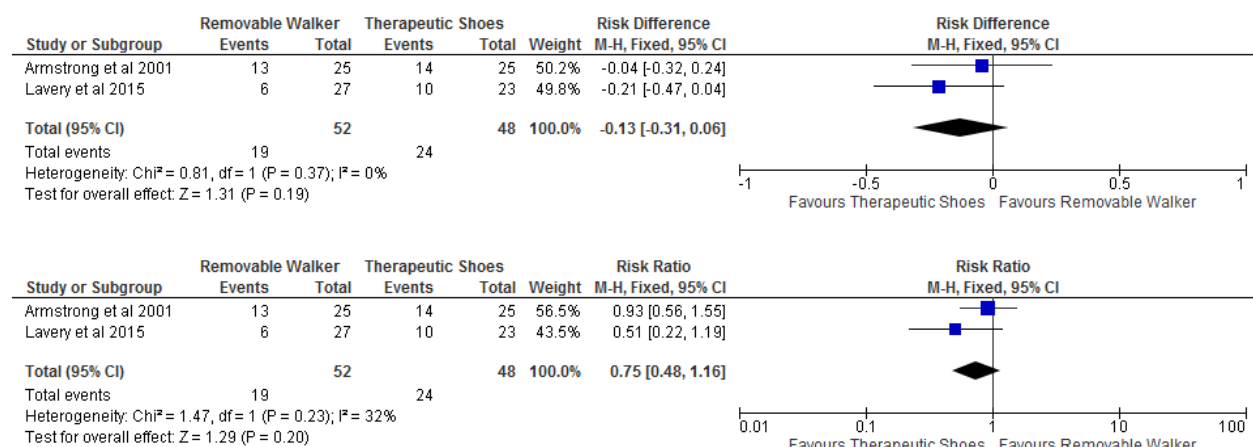 Removable Walker Therapeutic Shoes Risk Difference Risk Difference
Study or Subgroup Events Total Events Total Weight M-H, Fixed, 95% CI M-H, Fixed, 95% CI
Armstrong et al 2001 13 25 14 25 50.2% -0.04 [-0.32, 0.24]
Lavery et al 2015 6 27 10 23 49.8% -0.21 [-0.47, 0.04]
Total (95% CI) 52 48 100.0% -0.13 [-0.31, 0.06]
Total events 19 24
Heterogeneity: Chi² = 0.81, df = 1 (P = 0.37); I² = 0%
Test for overall effect: Z = 1.31 (P = 0.19)
-1 -0.5 0 0.5 1
Favours Therapeutic Shoes Favours Removable Walker
Removable Walker Therapeutic Shoes Risk Ratio Risk Ratio
Study or Subgroup Events Total Events Total Weight M-H, Fixed, 95% CI M-H, Fixed, 95% CI
Armstrong et al 2001 13 25 14 25 56.5% 0.93 [0.56, 1.55]
Lavery et al 2015 6 27 10 23 43.5% 0.51 [0.22, 1.19]
Total (95% CI) 52 48 100.0% 0.75 [0.48, 1.16]
Total events 19 24
Heterogeneity: Chi² = 1.47, df = 1 (P = 0.23); I² = 32%
Test for overall effect: Z = 1.29 (P = 0.20)
0.01 0.1 1 10 100
Favours Therapeutic Shoes Favours Removable Walker